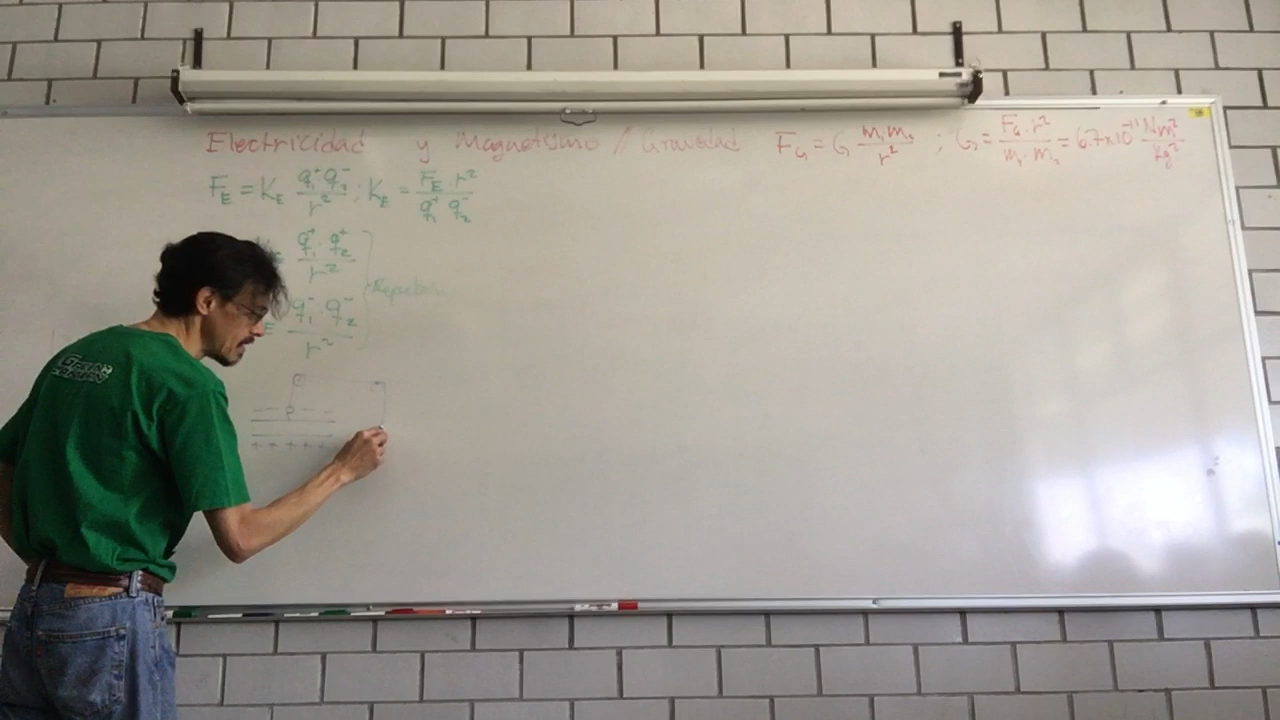 Electricidad y Magnetismo / Gravedad F_G = G m₁m₂/r² ; G = F_G·r²/m₁·m₂ = 6.7x10⁻¹¹ Nm²/kg²
F_E = K_E q₁⁺q₂⁻/r² ; K_E = F_E·r²/q₁⁺ q₂⁻
q₁⁺·q₂⁺/r²
Repulsión
E q₁⁻·q₂⁻/r²
- - P - - -
+ + + + +